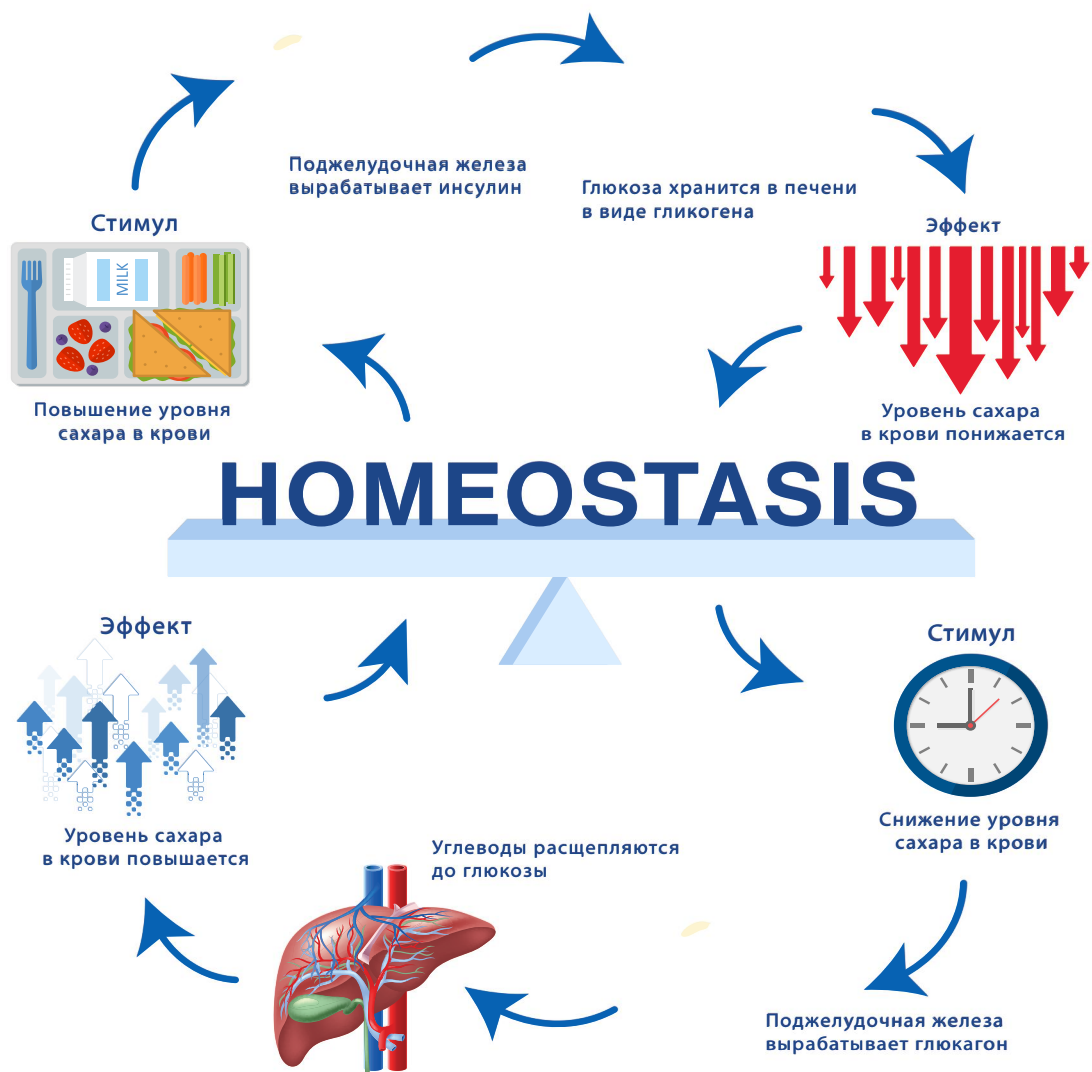 Поджелудочная железа
вырабатывает инсулин
Глюкоза хранится в печени
в виде гликогена
Стимул
MILK
Повышение уровня
сахара в крови
Эффект
Уровень сахара
в крови понижается
HOMEOSTASIS
Эффект
Уровень сахара
в крови повышается
Стимул
Снижение уровня
сахара в крови
Углеводы расщепляются
до глюкозы
Поджелудочная железа
вырабатывает глюкагон